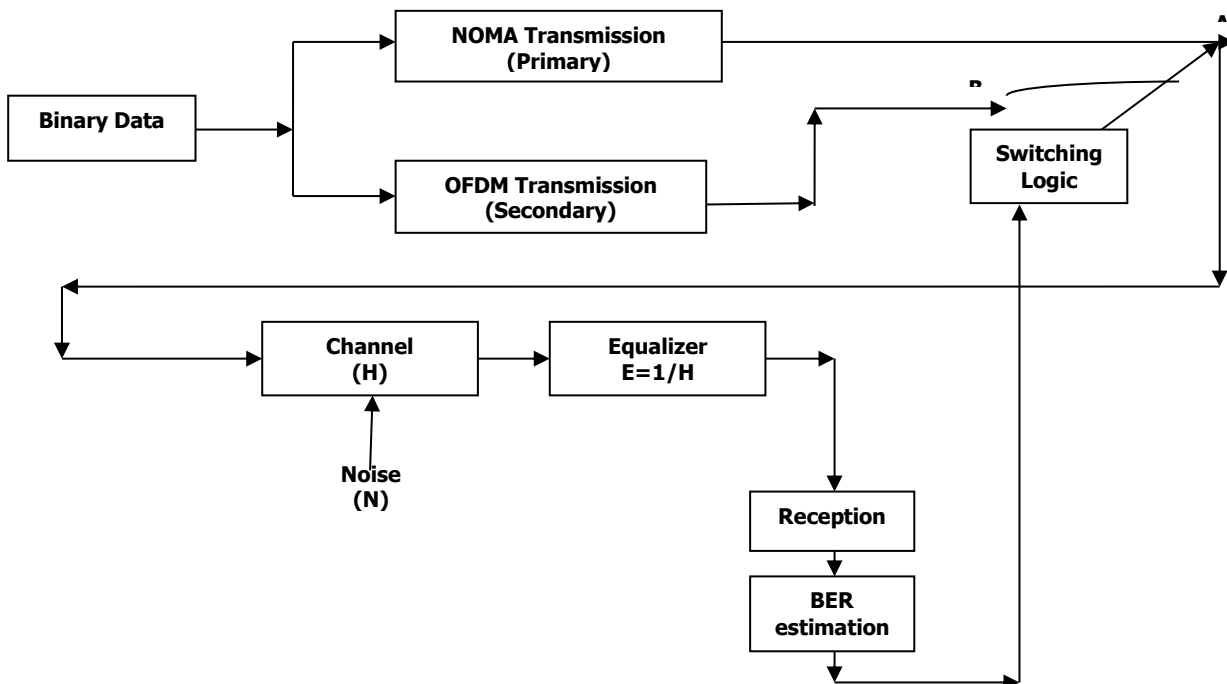 NOMA Transmission
(Primary)
Binary Data
OFDM Transmission
(Secondary)
Switching
Logic
Channel
(H)
Equalizer
E=1/H
Noise
(N)
Reception
BER
estimation